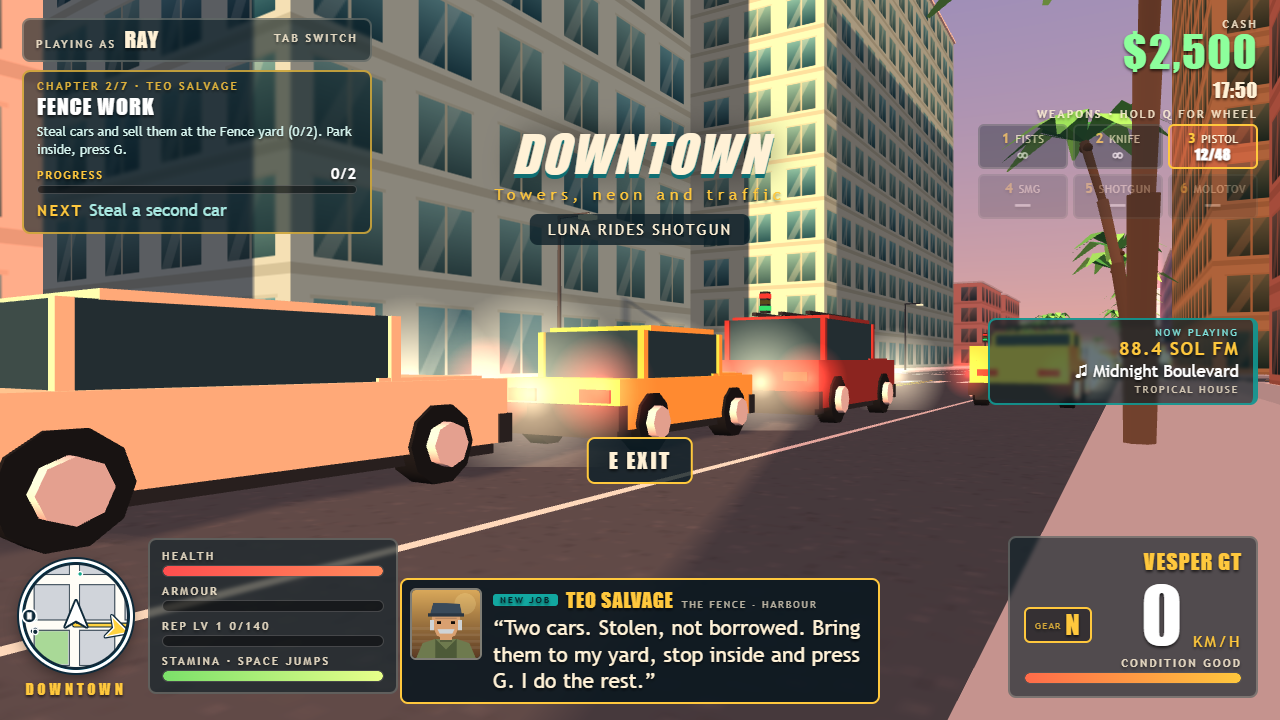 PLAYING AS RAY
TAB SWITCH
CHAPTER 2/7 · TEO SALVAGE
FENCE WORK
Steal cars and sell them at the Fence yard (0/2). Park
inside, press G.
PROGRESS 0/2
NEXT Steal a second car
DOWNTOWN
Towers, neon and traffic
LUNA RIDES SHOTGUN
CASH
$2,500
17:50
WEAPONS · HOLD Q FOR WHEEL
1 FISTS
∞
2 KNIFE
∞
3 PISTOL
12/48
4 SMG
—
5 SHOTGUN
—
6 MOLOTOV
—
NOW PLAYING
88.4 SOL FM
♫ Midnight Boulevard
TROPICAL HOUSE
E EXIT
HEALTH
ARMOUR
REP LV 1 0/140
STAMINA · SPACE JUMPS
DOWNTOWN
NEW JOB TEO SALVAGE THE FENCE · HARBOUR
“Two cars. Stolen, not borrowed. Bring
them to my yard, stop inside and press
G. I do the rest.”
VESPER GT
GEAR N
0 KM/H
CONDITION GOOD